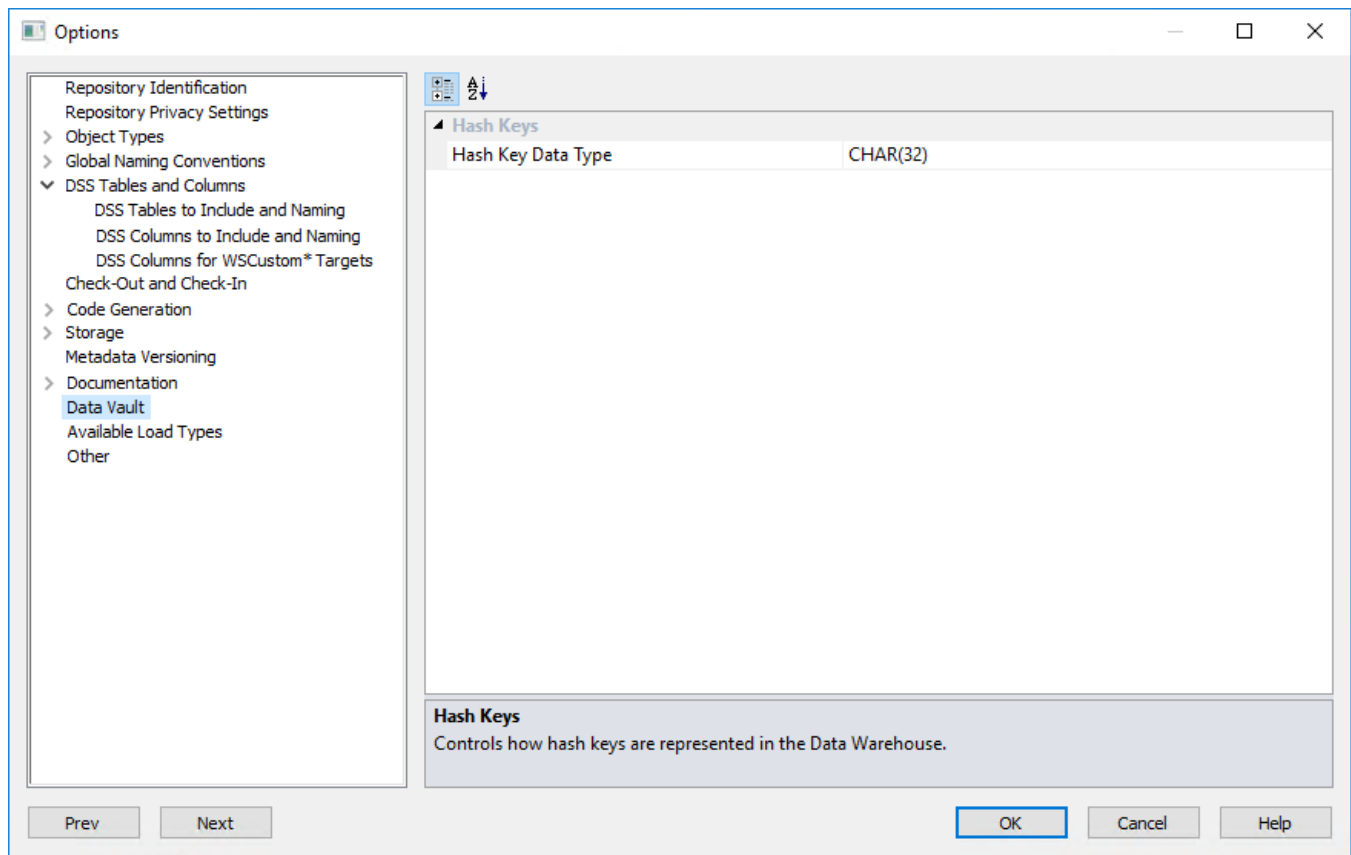 Options
Repository Identification
Repository Privacy Settings
Object Types
Global Naming Conventions
DSS Tables and Columns
DSS Tables to Include and Naming
DSS Columns to Include and Naming
DSS Columns for WSCustom* Targets
Check-Out and Check-In
Code Generation
Storage
Metadata Versioning
Documentation
Data Vault
Available Load Types
Other
A
Z
Hash Keys
Hash Key Data Type CHAR(32)
Hash Keys
Controls how hash keys are represented in the Data Warehouse.
Prev Next OK Cancel Help